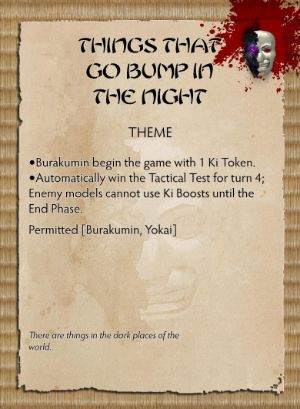 THINGS THAT
GO BUMP IN
THE NIGHT
THEME
•Burakumin begin the game with 1 Ki Token.
•Automatically win the Tactical Test for turn 4;
Enemy models cannot use Ki Boosts until the
End Phase.
Permitted [Burakumin, Yokai]
There are things in the dark places of the
world.